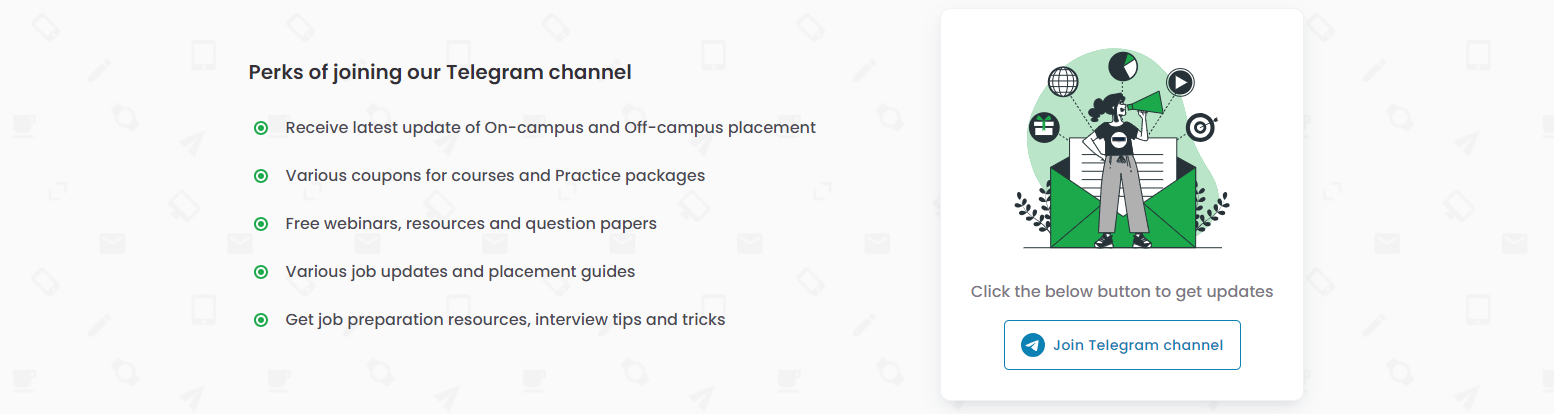 Perks of joining our Telegram channel
Receive latest update of On-campus and Off-campus placement
Various coupons for courses and Practice packages
Free webinars, resources and question papers
Various job updates and placement guides
Get job preparation resources, interview tips and tricks
Click the below button to get updates
Join Telegram channel